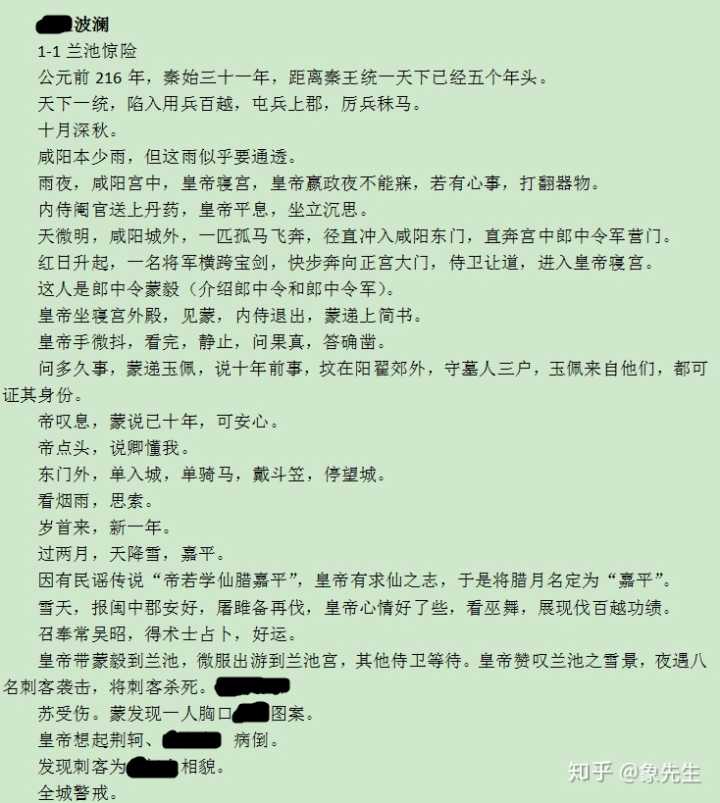 波澜
1-1 兰池惊险
公元前 216 年，秦始三十一年，距离秦王统一天下已经五个年头。
天下一统，陷入用兵百越，屯兵上郡，厉兵秣马。
十月深秋。
咸阳本少雨，但这雨似乎要通透。
雨夜，咸阳宫中，皇帝寝宫，皇帝嬴政夜不能寐，若有心事，打翻器物。
内侍阉官送上丹药，皇帝平息，坐立沉思。
天微明，咸阳城外，一匹孤马飞奔，径直冲入咸阳东门，直奔宫中郎中令军营门。
红日升起，一名将军横跨宝剑，快步奔向正宫大门，侍卫让道，进入皇帝寝宫。
这人是郎中令蒙毅（介绍郎中令和郎中令军）。
皇帝坐寝宫外殿，见蒙，内侍退出，蒙递上简书。
皇帝手微抖，看完，静止，问果真，答确凿。
问多久事，蒙递玉佩，说十年前事，坟在阳翟郊外，守墓人三户，玉佩来自他们，都可
证其身份。
帝叹息，蒙说已十年，可安心。
帝点头，说卿懂我。
东门外，单入城，单骑马，戴斗笠，停望城。
看烟雨，思索。
岁首来，新一年。
过两月，天降雪，嘉平。
因有民谣传说“帝若学仙腊嘉平”，皇帝有求仙之志，于是将腊月名定为“嘉平”。
雪天，报闽中郡安好，屠睢备再伐，皇帝心情好了些，看巫舞，展现伐百越功绩。
召奉常吴昭，得术士占卜，好运。
皇帝带蒙毅到兰池，微服出游到兰池宫，其他侍卫等待。皇帝赞叹兰池之雪景，夜遇八
名刺客袭击，将刺客杀死。
苏受伤。蒙发现一人胸口图案。
皇帝想起荆轲、 病倒。
发现刺客为相貌。
全城警戒。
知乎 @象先生